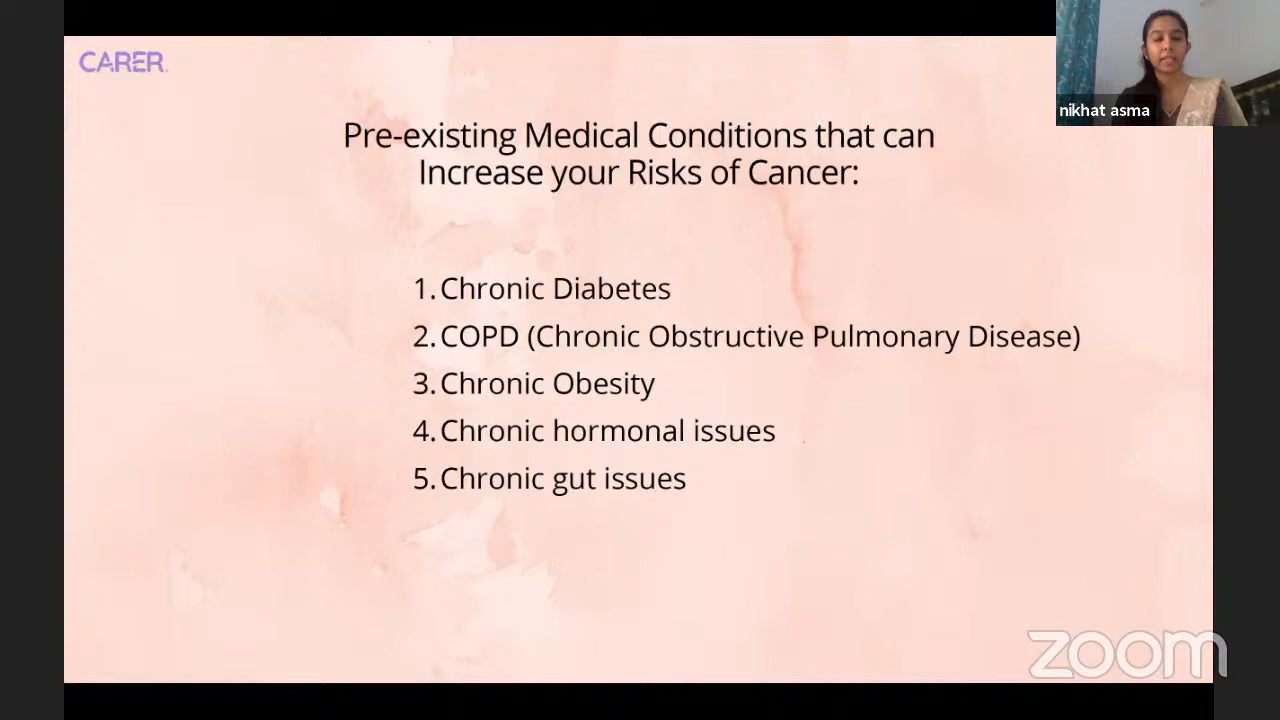 CARER.
nikhat asma
Pre-existing Medical Conditions that can
Increase your Risks of Cancer:
1. Chronic Diabetes
2. COPD (Chronic Obstructive Pulmonary Disease)
3. Chronic Obesity
4. Chronic hormonal issues
5. Chronic gut issues
zoom